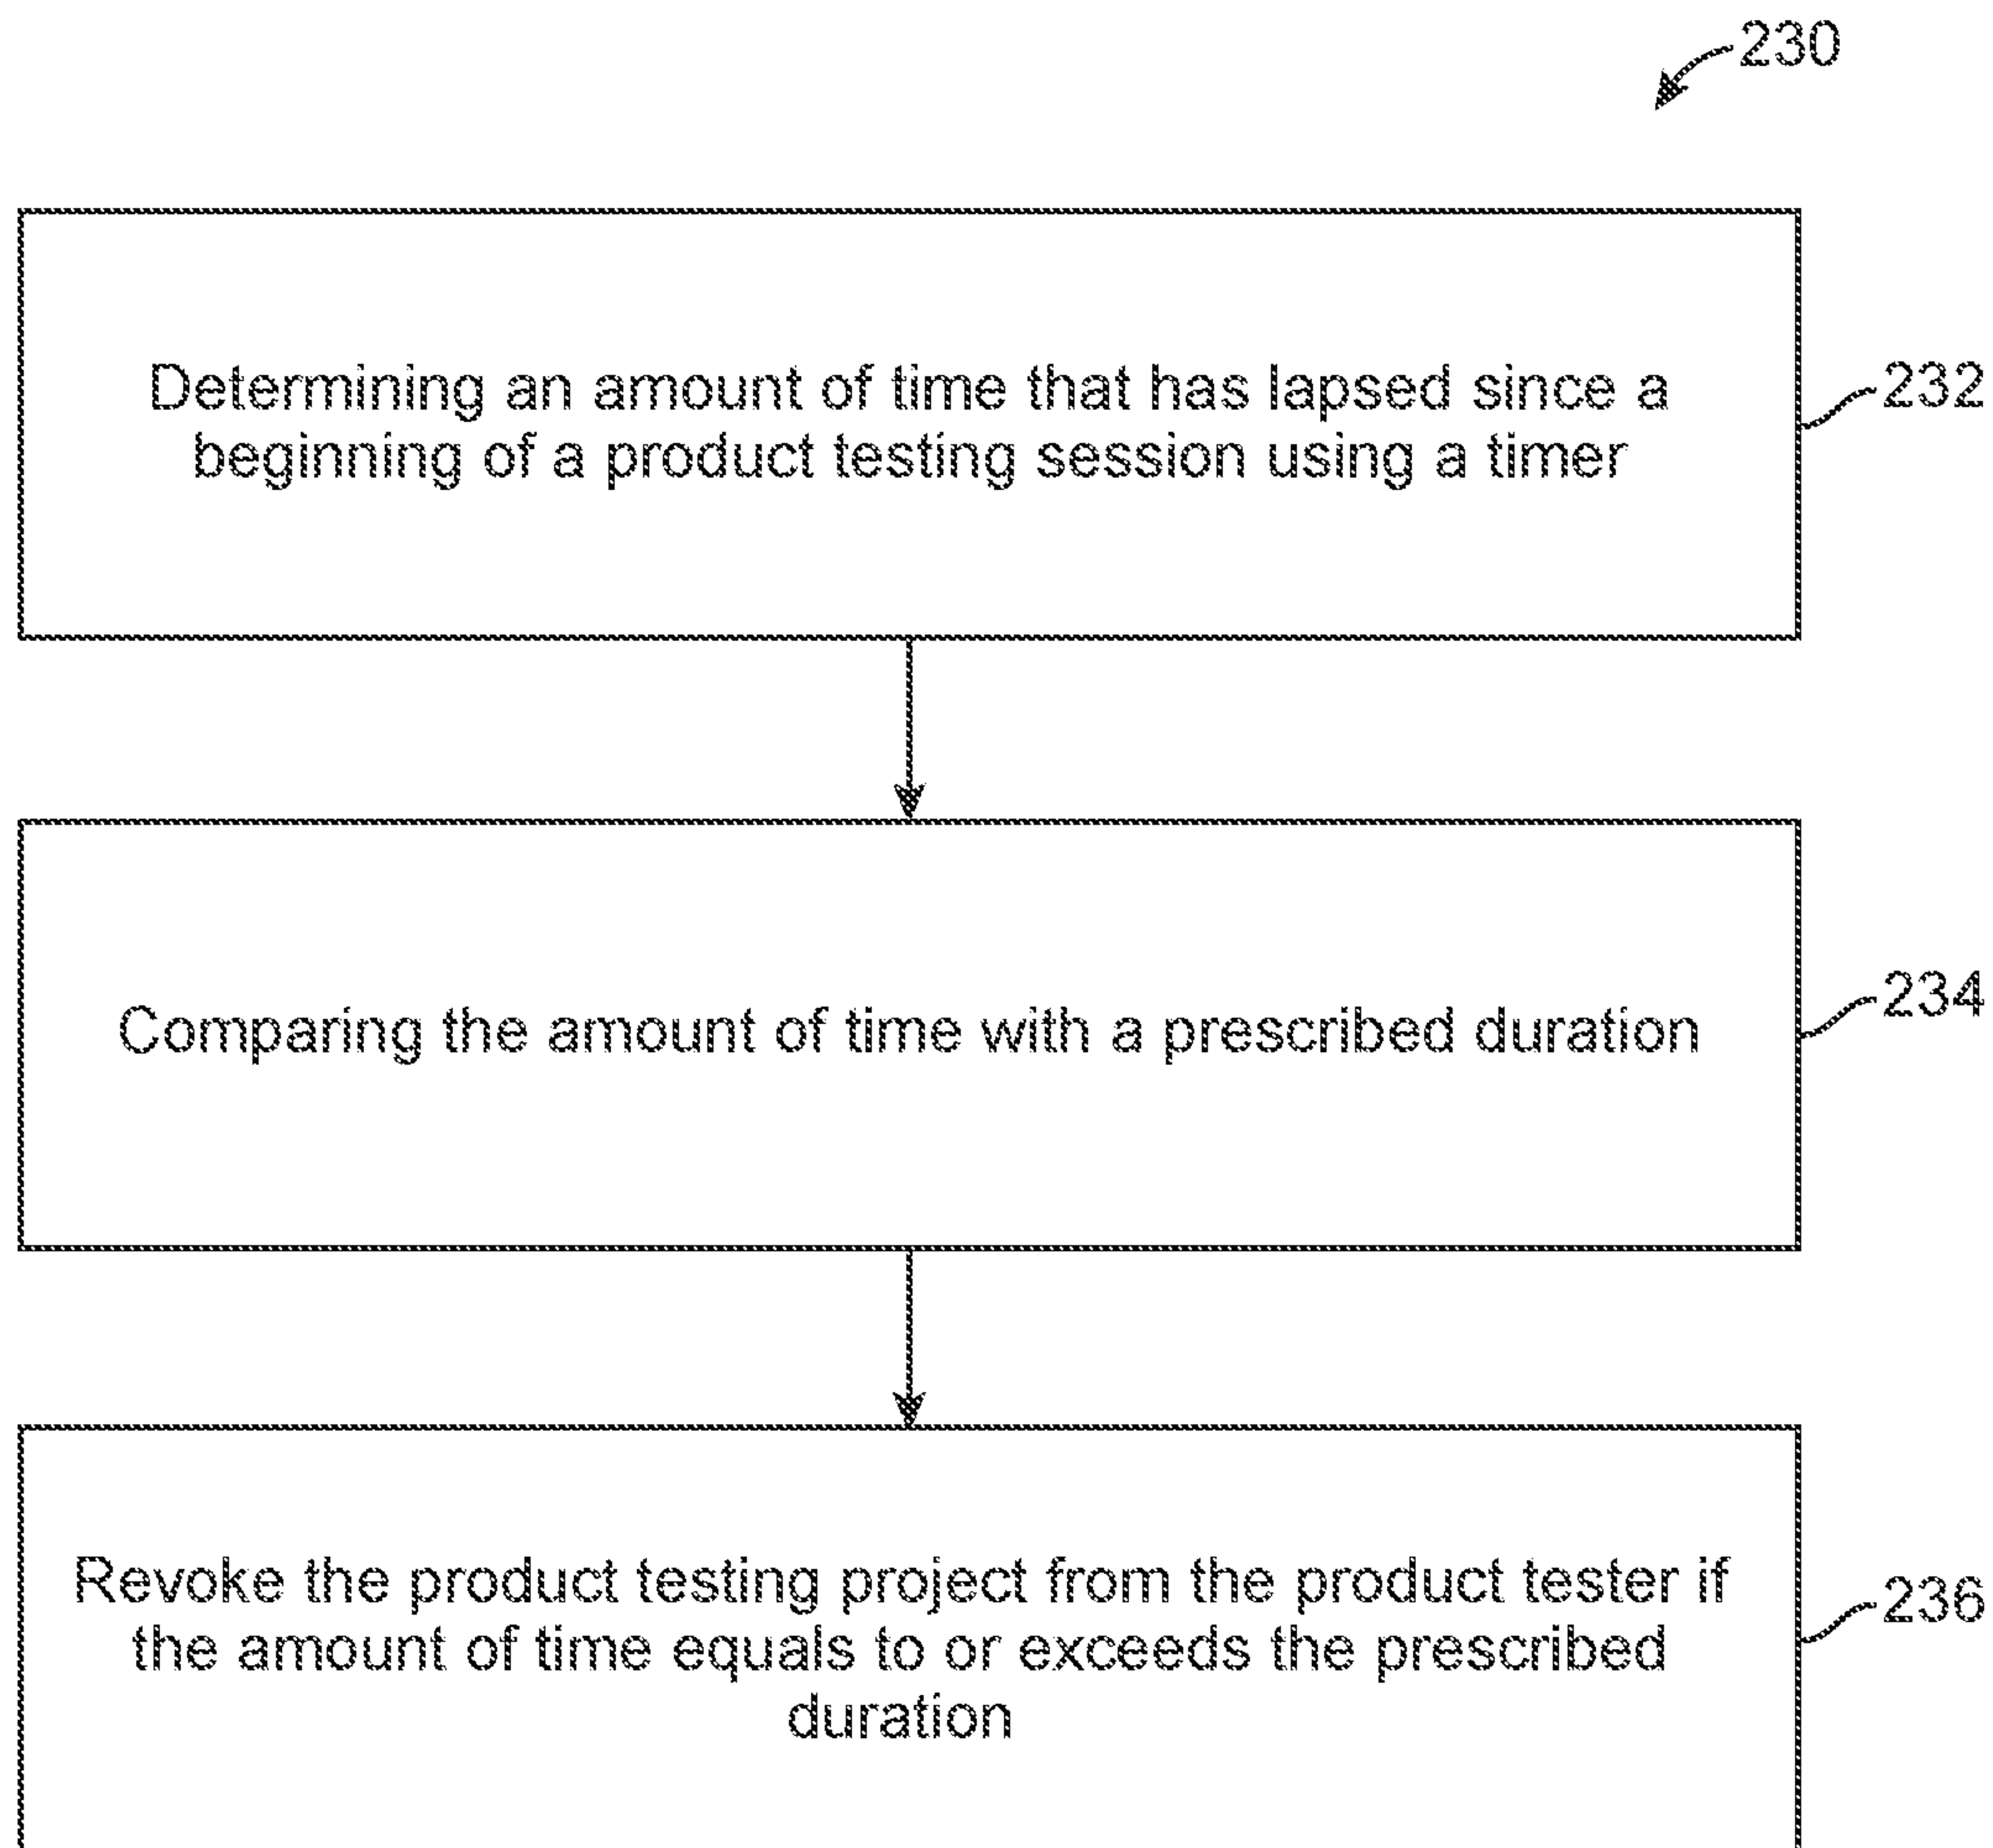 230
Determining an amount of time that has lapsed since a
beginning of a product testing session using a timer
232
Comparing the amount of time with a prescribed duration
234
Revoke the product testing project from the product tester if
the amount of time equals to or exceeds the prescribed
duration
236